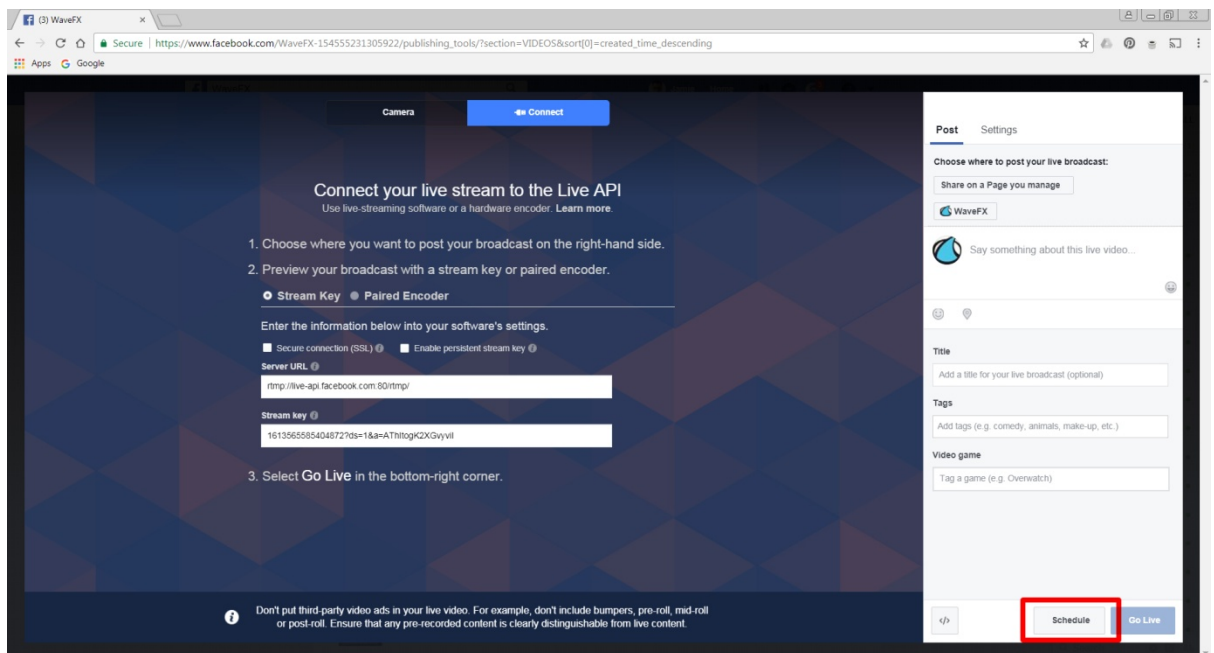 (3) WaveFX
Secure | https://www.facebook.com/WaveFX-154555231305922/publishing_tools/?section=VIDEOS&sort[0]=created_time_descending
Apps Google
Camera Connect
Post Settings
Choose where to post your live broadcast:
Share on a Page you manage
WaveFX
Say something about this live video...
Title
Add a title for your live broadcast (optional)
Tags
Add tags (e.g. comedy, animals, make-up, etc.)
Video game
Tag a game (e.g. Overwatch)
Connect your live stream to the Live API
Use live-streaming software or a hardware encoder. Learn more.
1. Choose where you want to post your broadcast on the right-hand side.
2. Preview your broadcast with a stream key or paired encoder.
Stream Key Paired Encoder
Enter the information below into your software's settings.
Secure connection (SSL) Enable persistent stream key
Server URL
rtmp://live-api.facebook.com:80/rtmp/
Stream key
1613565585404872?ds=1&a=AThItogK2XGvyviI
3. Select Go Live in the bottom-right corner.
Don't put third-party video ads in your live video. For example, don't include bumpers, pre-roll, mid-roll
or post-roll. Ensure that any pre-recorded content is clearly distinguishable from live content.
</> Schedule Go Live